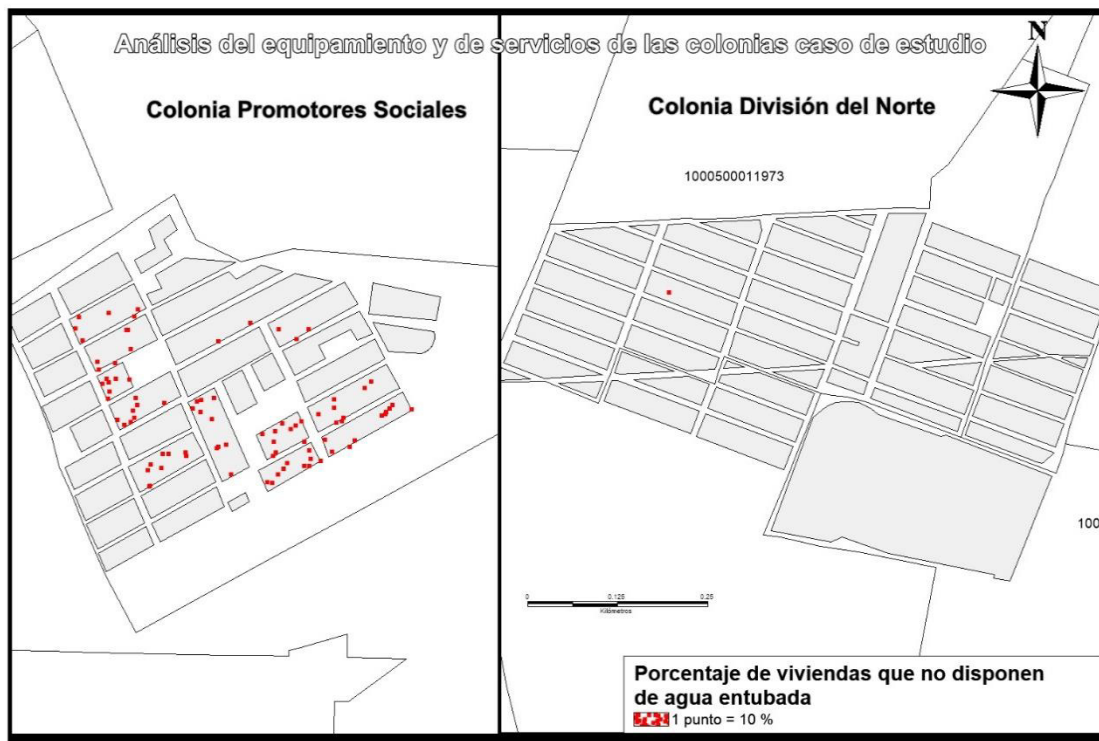 Análisis del equipamiento y de servicios de las colonias caso de estudio
N
Colonia Promotores Sociales
Colonia División del Norte
1000500011973
100
0 0.125 0.25
Kilómetros
Porcentaje de viviendas que no disponen
de agua entubada
1 punto = 10 %